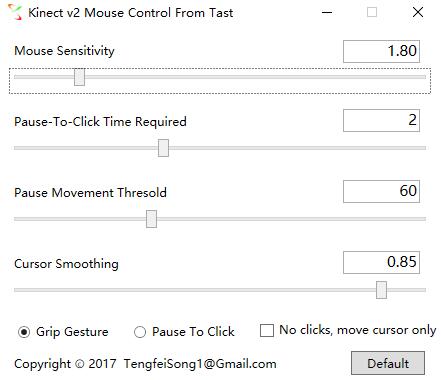 Kinect v2 Mouse Control From Tast
Mouse Sensitivity 1.80
Pause-To-Click Time Required 2
Pause Movement Thresold 60
Cursor Smoothing 0.85
Grip Gesture Pause To Click No clicks, move cursor only
Copyright © 2017 TengfeiSong1@Gmail.com Default